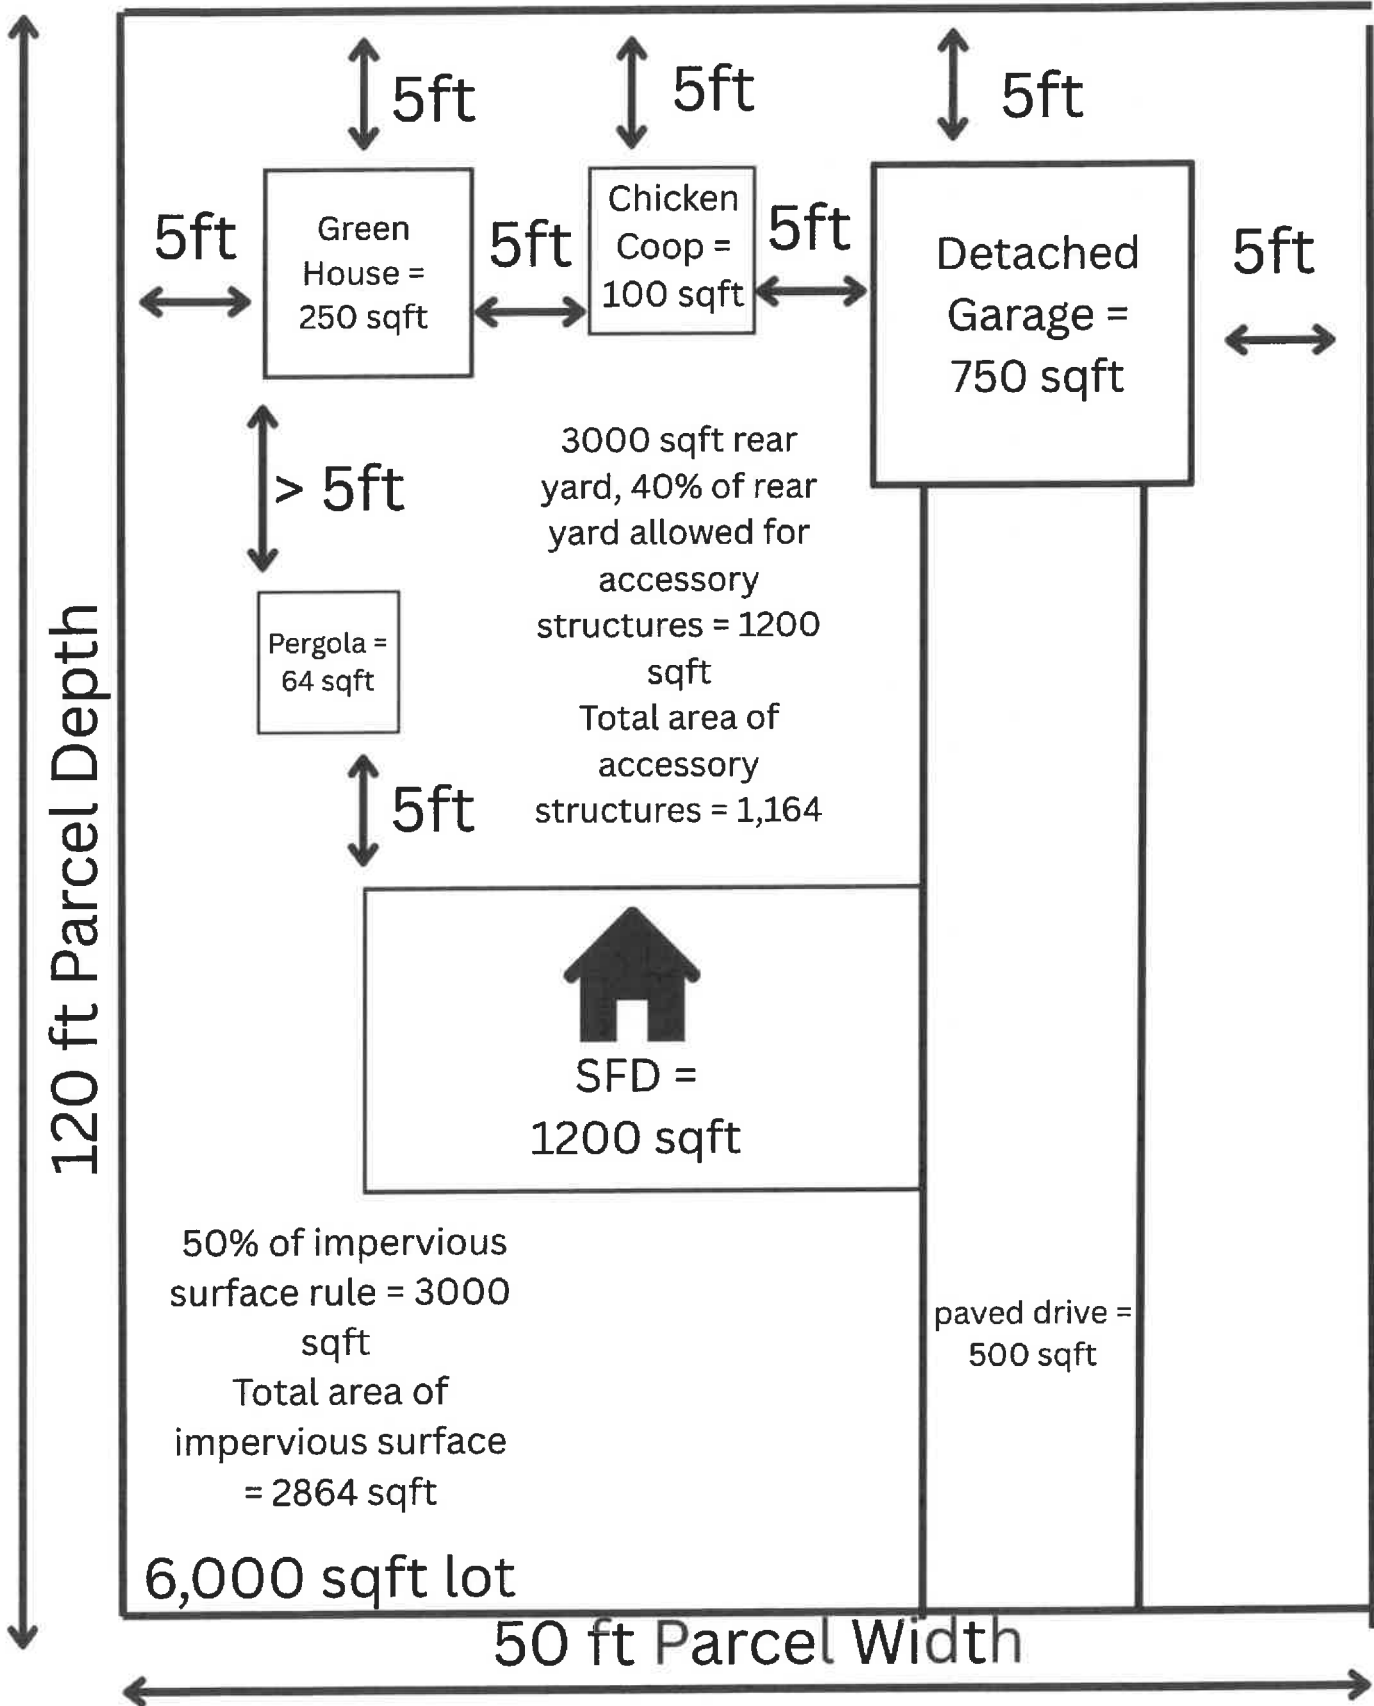 5ft
5ft
5ft
5ft
Green
House =
250 sqft
5ft
Chicken
Coop =
100 sqft
5ft
Detached
Garage =
750 sqft
5ft
> 5ft
3000 sqft rear
yard, 40% of rear
yard allowed for
accessory
structures = 1200
sqft
Total area of
accessory
structures = 1,164
Pergola =
64 sqft
5ft
120 ft Parcel Depth
SFD =
1200 sqft
50% of impervious
surface rule = 3000
sqft
Total area of
impervious surface
= 2864 sqft
paved drive =
500 sqft
6,000 sqft lot
50 ft Parcel Width